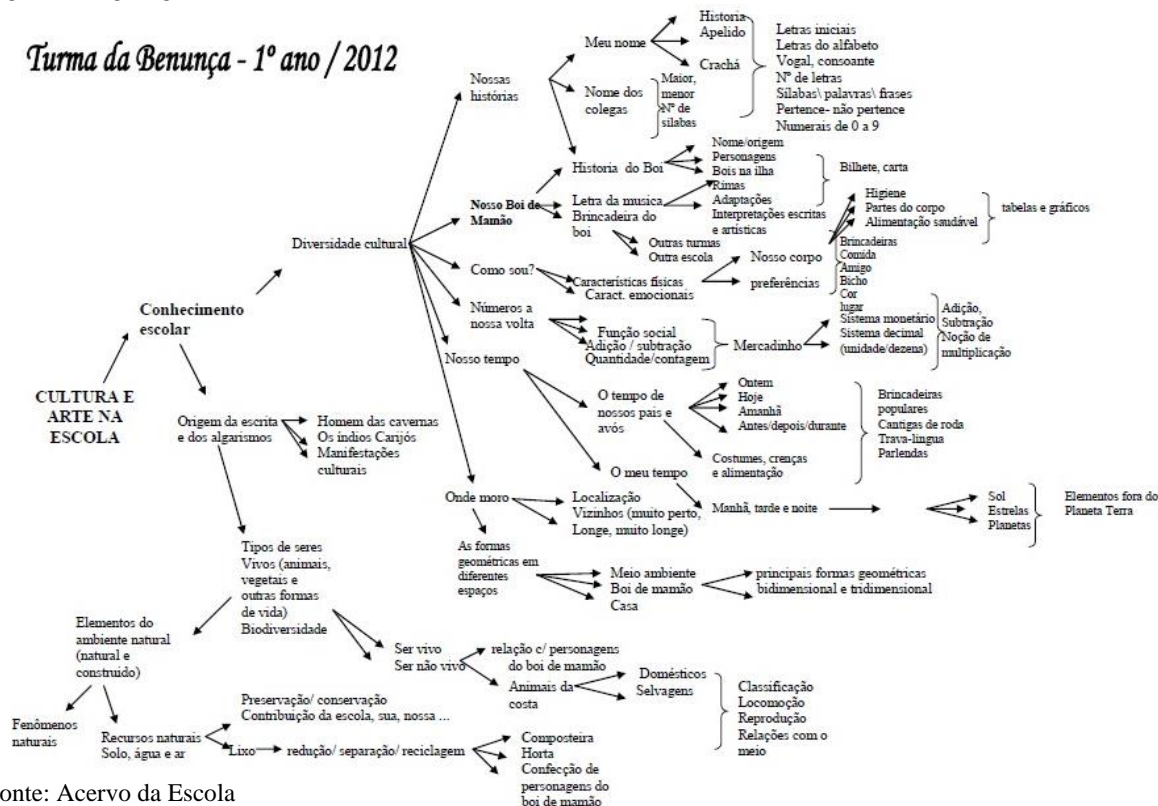 Turma da Benunça - 1º ano / 2012
CULTURA E
ARTE NA
ESCOLA
Conhecimento
escolar
Diversidade cultural
Nossas
histórias
Meu nome
Historia
Apelido
Crachá
Letras iniciais
Letras do alfabeto
Vogal, consoante
Nº de letras
Sílabas\ palavras\ frases
Pertence- não pertence
Numerais de 0 a 9
Nome dos
colegas
Maior,
menor
Nº de
silabas
Nosso Boi de
Mamão
Historia do Boi
Nome/origem
Personagens
Bois na ilha
Rimas
Adaptações
Interpretações escritas
e artísticas
Bilhete, carta
Letra da musica
Brincadeira do
boi
Outras turmas
Outra escola
Como sou?
Características físicas
Caract. emocionais
Nosso corpo
Higiene
Partes do corpo
Alimentação saudável
tabelas e gráficos
preferências
Brincadeiras
Comida
Amigo
Bicho
Cor
lugar
Números a
nossa volta
Função social
Adição / subtração
Quantidade/contagem
Mercadinho
Sistema monetário
Sistema decimal
(unidade/dezena)
Adição,
Subtração
Noção de
multiplicação
Nosso tempo
O tempo de
nossos pais e
avós
Ontem
Hoje
Amanhã
Antes/depois/durante
Costumes, crenças
e alimentação
Brincadeiras
populares
Cantigas de roda
Trava-língua
Parlendas
O meu tempo
Manhã, tarde e noite
Sol
Estrelas
Planetas
Elementos fora do
Planeta Terra
Onde moro
Localização
Vizinhos (muito perto,
Longe, muito longe)
As formas
geométricas em
diferentes
espaços
Meio ambiente
Boi de mamão
Casa
principais formas geométricas
bidimensional e tridimensional
Origem da escrita
e dos algarismos
Homem das cavernas
Os índios Carijós
Manifestações
culturais
Tipos de seres
Vivos (animais,
vegetais e
outras formas
de vida)
Biodiversidade
Ser vivo
Ser não vivo
relação c/ personagens
do boi de mamão
Animais da
costa
Domésticos
Selvagens
Classificação
Locomoção
Reprodução
Relações com o
meio
Elementos do
ambiente natural
(natural e
construído)
Fenômenos
naturais
Recursos naturais
Solo, água e ar
Preservação/ conservação
Contribuição da escola, sua, nossa ...
Lixo
redução/ separação/ reciclagem
Composteira
Horta
Confecção de
personagens do
boi de mamão
onte: Acervo da Escola